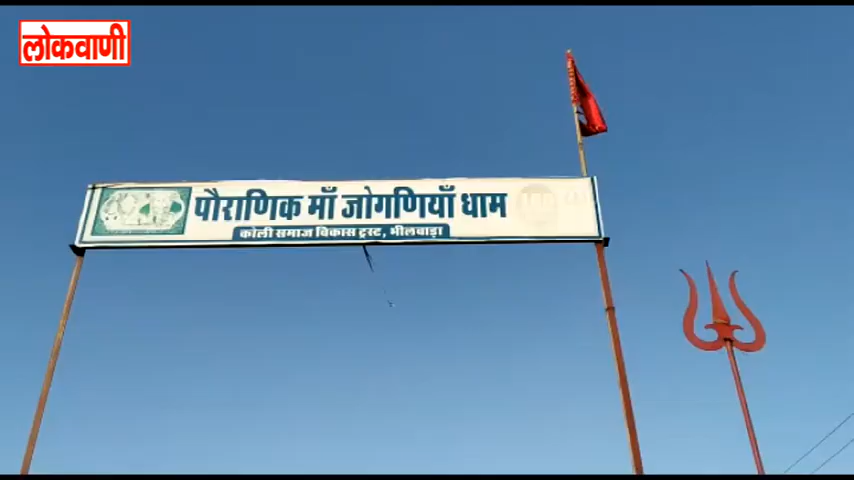 लोकवाणी
पौराणिक माँ जोगणियाँ धाम
कोली समाज विकास ट्रस्ट, भीलवाड़ा